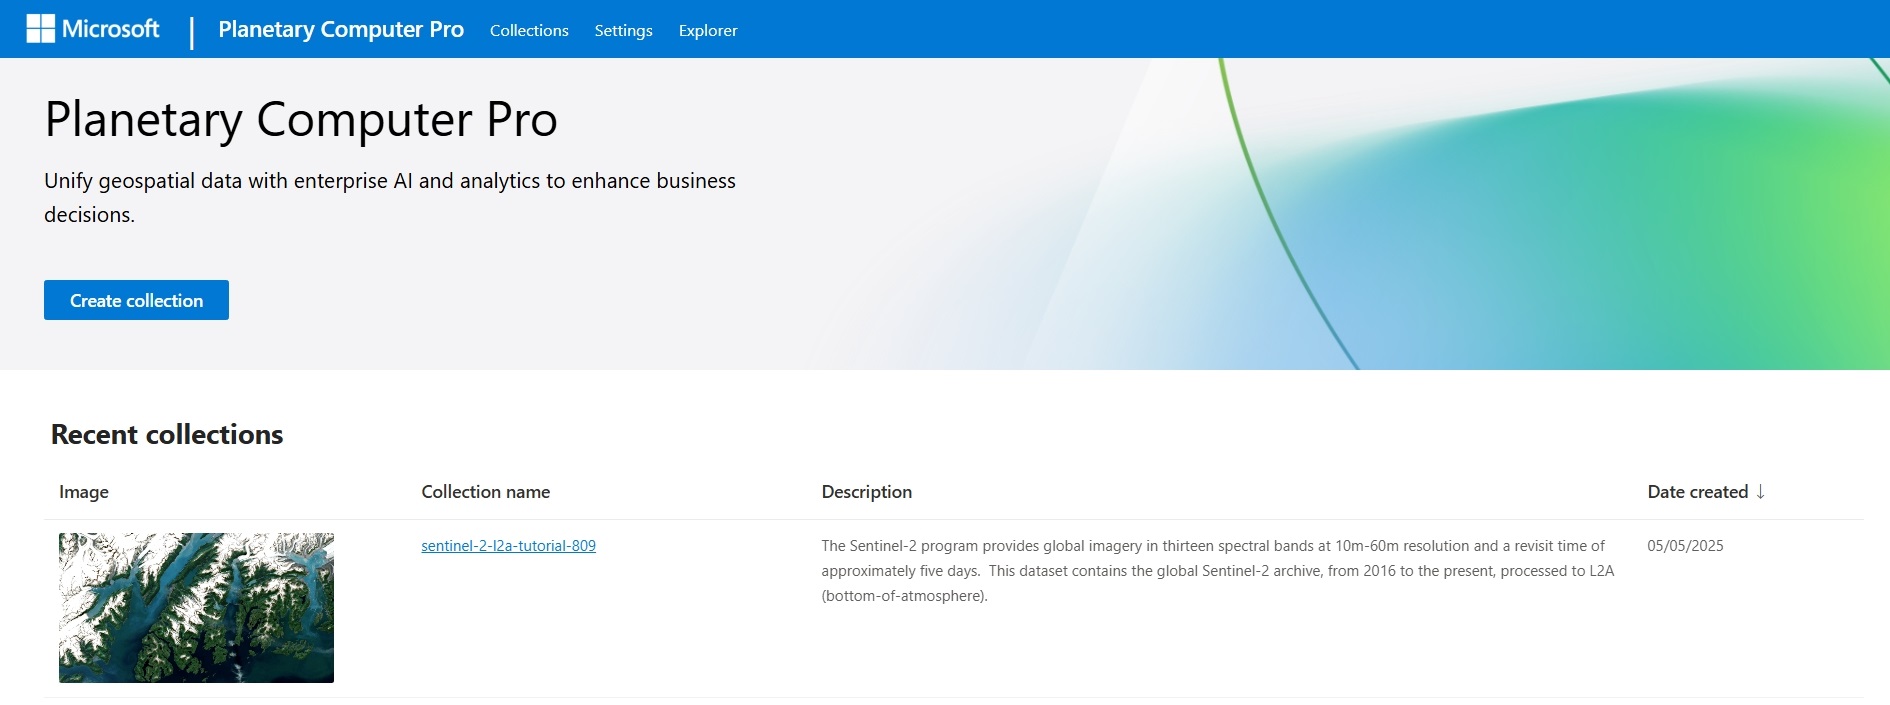 Microsoft | Planetary Computer Pro Collections Settings Explorer
Planetary Computer Pro
Unify geospatial data with enterprise AI and analytics to enhance business
decisions.
Create collection
Recent collections
Image Collection name Description Date created ↓
sentinel-2-l2a-tutorial-809 The Sentinel-2 program provides global imagery in thirteen spectral bands at 10m-60m resolution and a revisit time of 05/05/2025
approximately five days. This dataset contains the global Sentinel-2 archive, from 2016 to the present, processed to L2A
(bottom-of-atmosphere).